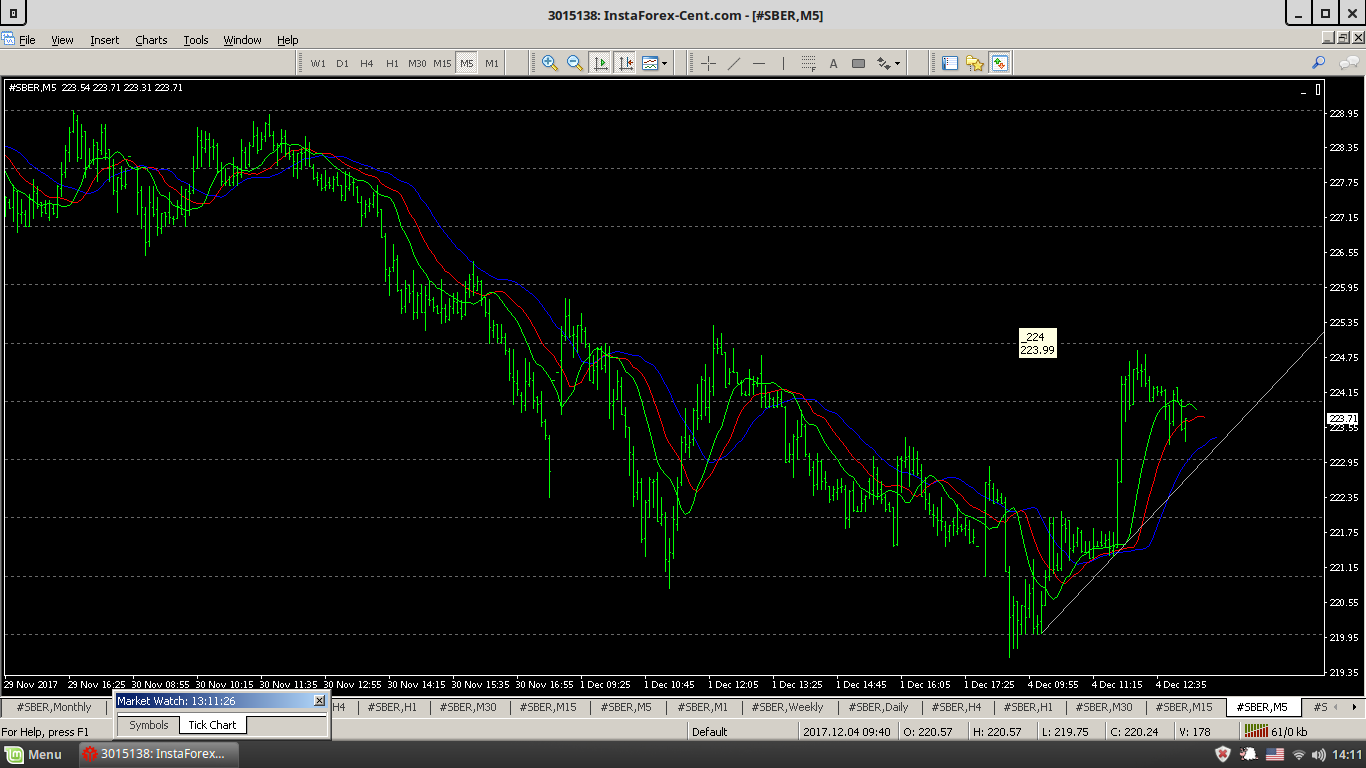 3015138: InstaForex-Cent.com - [#SBER,M5]
File View Insert Charts Tools Window Help
W1 D1 H4 H1 M30 M15 M5 M1
A
#SBER,M5 223.54 223.71 223.31 223.71
228.95
228.35
227.75
227.15
226.55
225.95
225.35
_224
223.99
224.75
224.15
223.71
223.55
222.95
222.35
221.75
221.15
220.55
219.95
219.35
29 Nov 2017 29 Nov 16:25 30 Nov 08:55 30 Nov 10:15 30 Nov 11:35 30 Nov 12:55 30 Nov 14:15 30 Nov 15:35 30 Nov 16:55 1 Dec 09:25 1 Dec 10:45 1 Dec 12:05 1 Dec 13:25 1 Dec 14:45 1 Dec 16:05 1 Dec 17:25 4 Dec 09:55 4 Dec 11:15 4 Dec 12:35
Market Watch: 13:11:26
#SBER,Monthly H4 #SBER,H1 #SBER,M30 #SBER,M15 #SBER,M5 #SBER,M1 #SBER,Weekly #SBER,Daily #SBER,H4 #SBER,H1 #SBER,M30 #SBER,M15 #SBER,M5 #S
Symbols Tick Chart
For Help, press F1 Default 2017.12.04 09:40 O: 220.57 H: 220.57 L: 219.75 C: 220.24 V: 178 61/0 kb
Menu 3015138: InstaForex... 14:11